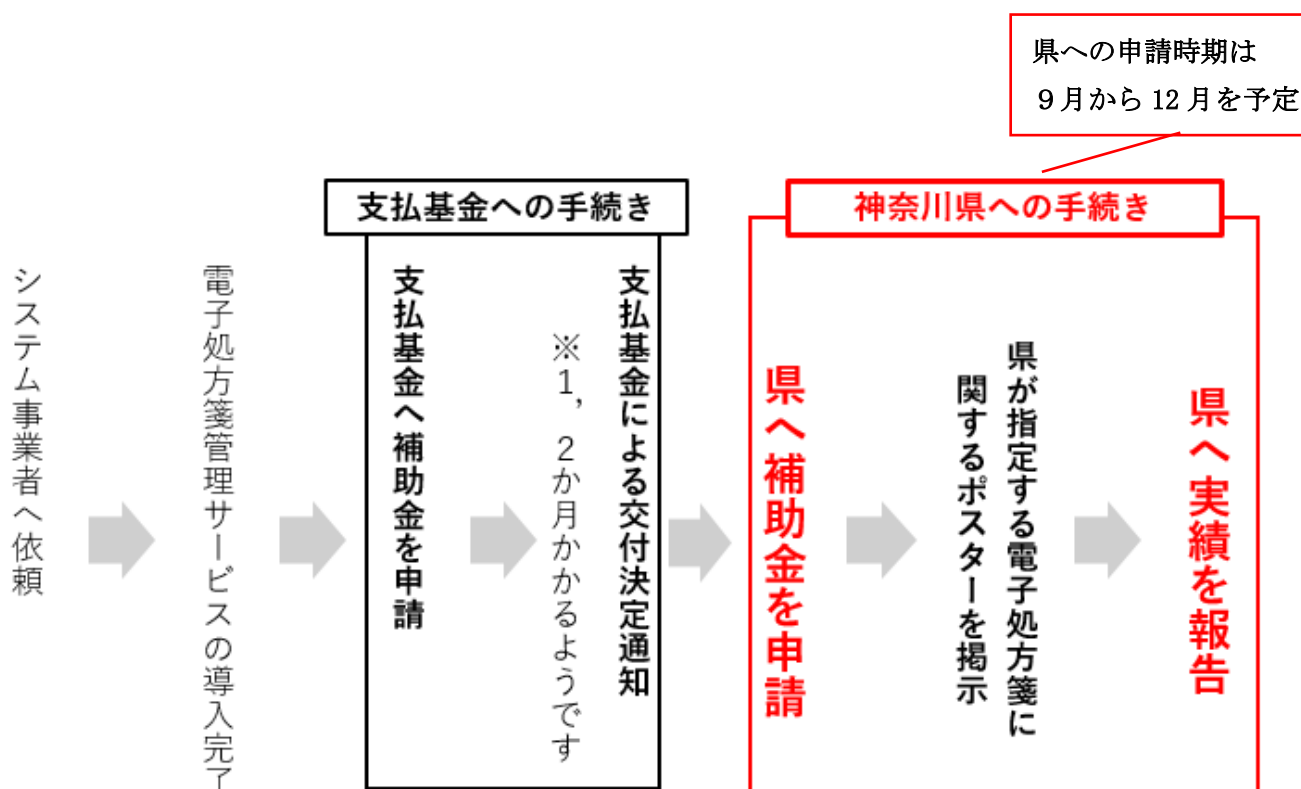 県への申請時期は
９月から 12 月を予定
支払基金への手続き
神奈川県への手続き
システム事業者へ依頼
電子処方箋管理サービスの導入完了
支払基金へ補助金を申請
※１，２か月かかるようです
支払基金による交付決定通知
県へ補助金を申請
県が指定する電子処方箋に
関するポスターを掲示
県へ実績を報告